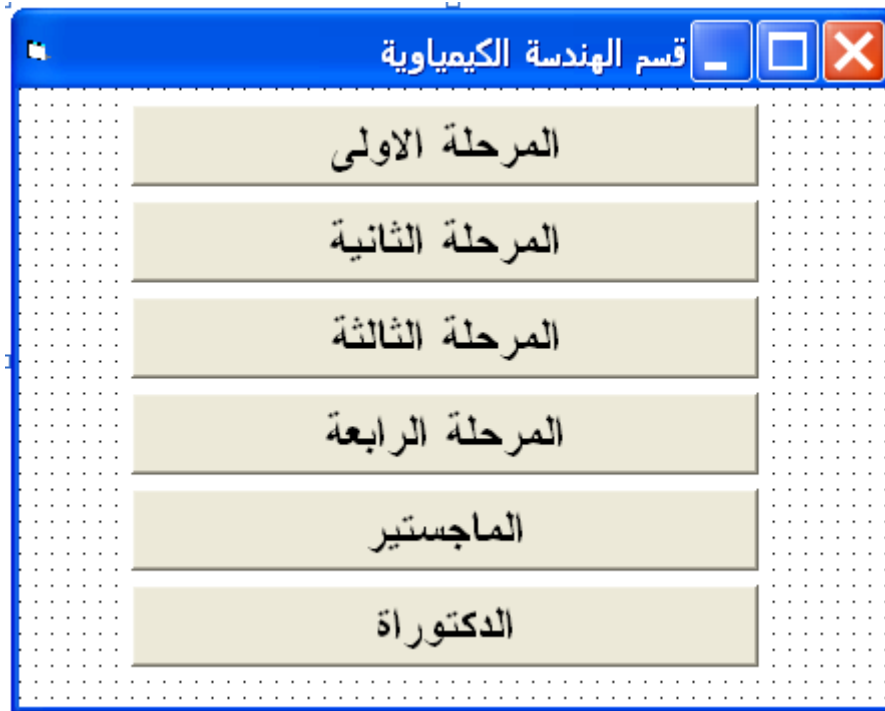 قسم الهندسة الكيمياوية
المرحلة الاولى
المرحلة الثانية
المرحلة الثالثة
المرحلة الرابعة
الماجستير
الدكتوراة